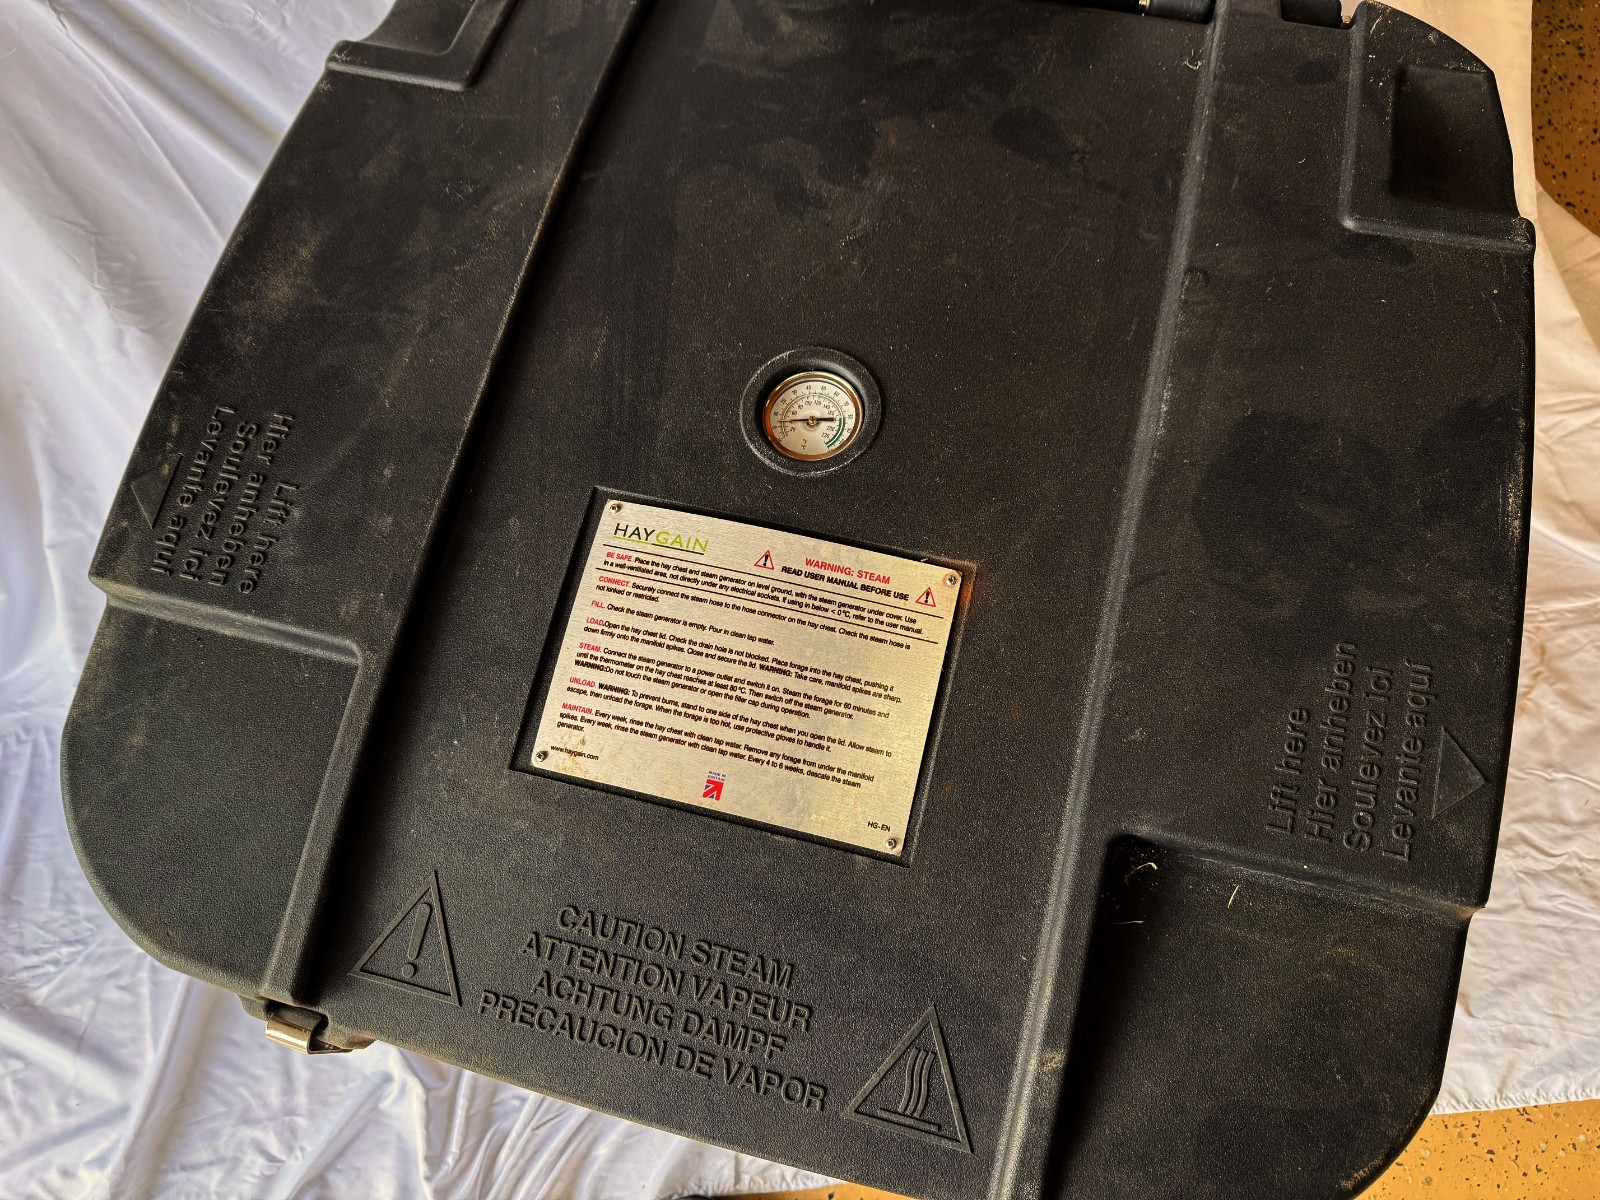 Lift here
Hier anheben
Soulevez ici
Levante aquí
HAYGAIN
WARNING: STEAM
READ USER MANUAL BEFORE USE
BE SAFE. Place the hay chest and steam generator on level ground, with the steam generator under cover. Use
in a well-ventilated area, not directly under any electrical sockets. If using in below < 0°C, refer to the user manual.
CONNECT. Securely connect the steam hose to the hose connector on the hay chest. Check the steam hose is
not kinked or restricted.
FILL. Check the steam generator is empty. Pour in clean tap water.
LOAD. Open the hay chest lid. Check the drain hole is not blocked. Place forage into the hay chest, pushing it
down firmly onto the manifold spikes. Close and secure the lid. WARNING: Take care, manifold spikes are sharp.
STEAM. Connect the steam generator to a power outlet and switch it on. Steam the forage for 60 minutes and
until the thermometer on the hay chest reaches at least 80 °C. Then switch off the steam generator.
WARNING:Do not touch the steam generator or open the filler cap during operation.
UNLOAD. WARNING: To prevent burns, stand to one side of the hay chest when you open the lid. Allow steam to
escape, then unload the forage. When the forage is too hot, use protective gloves to handle it.
MAINTAIN. Every week, rinse the hay chest with clean tap water. Remove any forage from under the manifold
spikes. Every week, rinse the steam generator with clean tap water. Every 4 to 6 weeks, descale the steam
generator.
www.haygain.com
MADE IN
BRITAIN
HG-EN
Lift here
Hier anheben
Soulevez ici
Levante aquí
CAUTION STEAM
ATTENTION VAPEUR
ACHTUNG DAMPF
PRECAUCION DE VAPOR